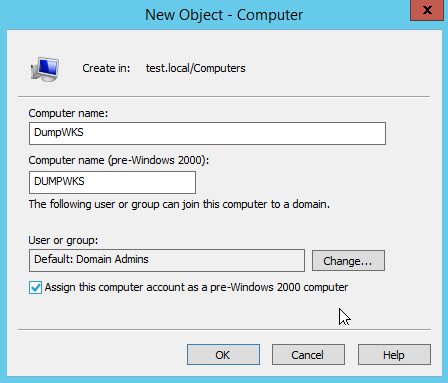 New Object - Computer
x
Create in: test.local/Computers
Computer name:
DumpWKS
Computer name (pre-Windows 2000):
DUMPWKS
The following user or group can join this computer to a domain.
User or group:
Default: Domain Admins
Change...
Assign this computer account as a pre-Windows 2000 computer
OK Cancel Help